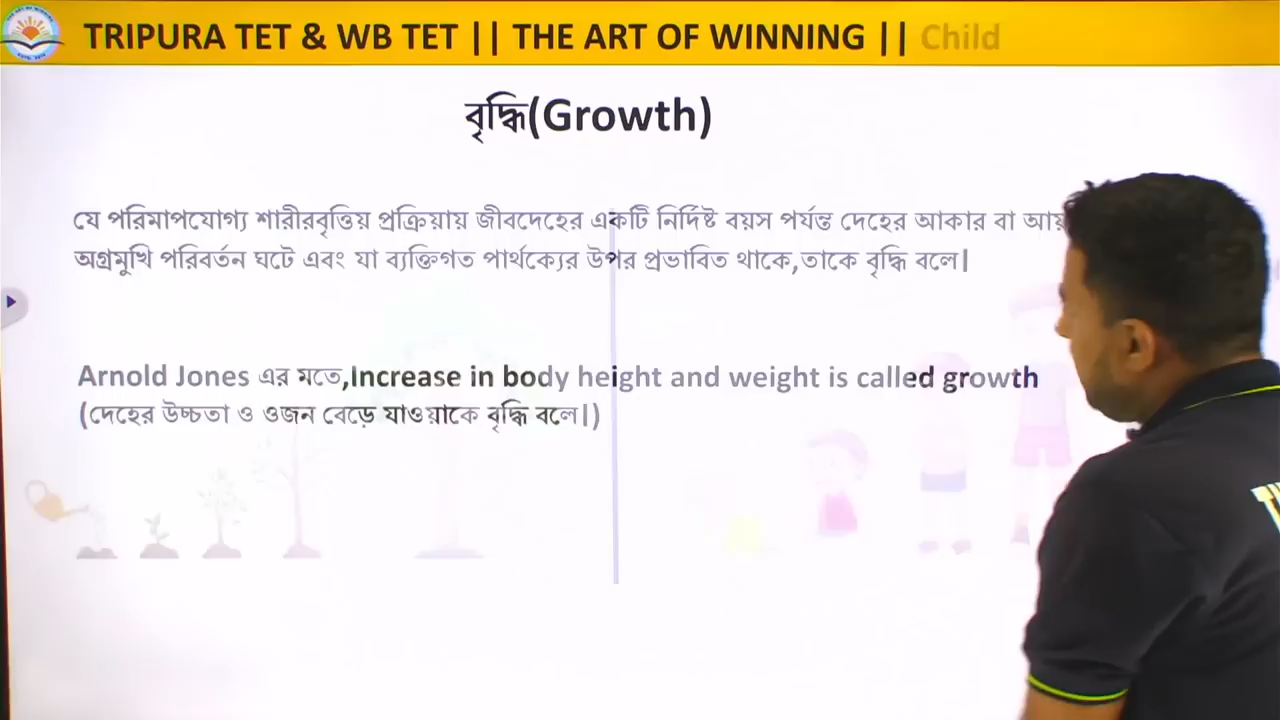 TRIPURA TET & WB TET || THE ART OF WINNING || Child
বৃদ্ধি(Growth)
যে পরিমাপযোগ্য শারীরবৃত্তিয় প্রক্রিয়ায় জীবদেহের একটি নির্দিষ্ট বয়স পর্যন্ত দেহের আকার বা
অগ্রমুখি পরিবর্তন ঘটে এবং যা ব্যক্তিগত পার্থক্যের উপর প্রভাবিত থাকে,তাকে বৃদ্ধি বলে।
Arnold Jones এর মতে,Increase in body height and weight is called growth
(দেহের উচ্চতা ও ওজন বেড়ে যাওয়াকে বৃদ্ধি বলে।)